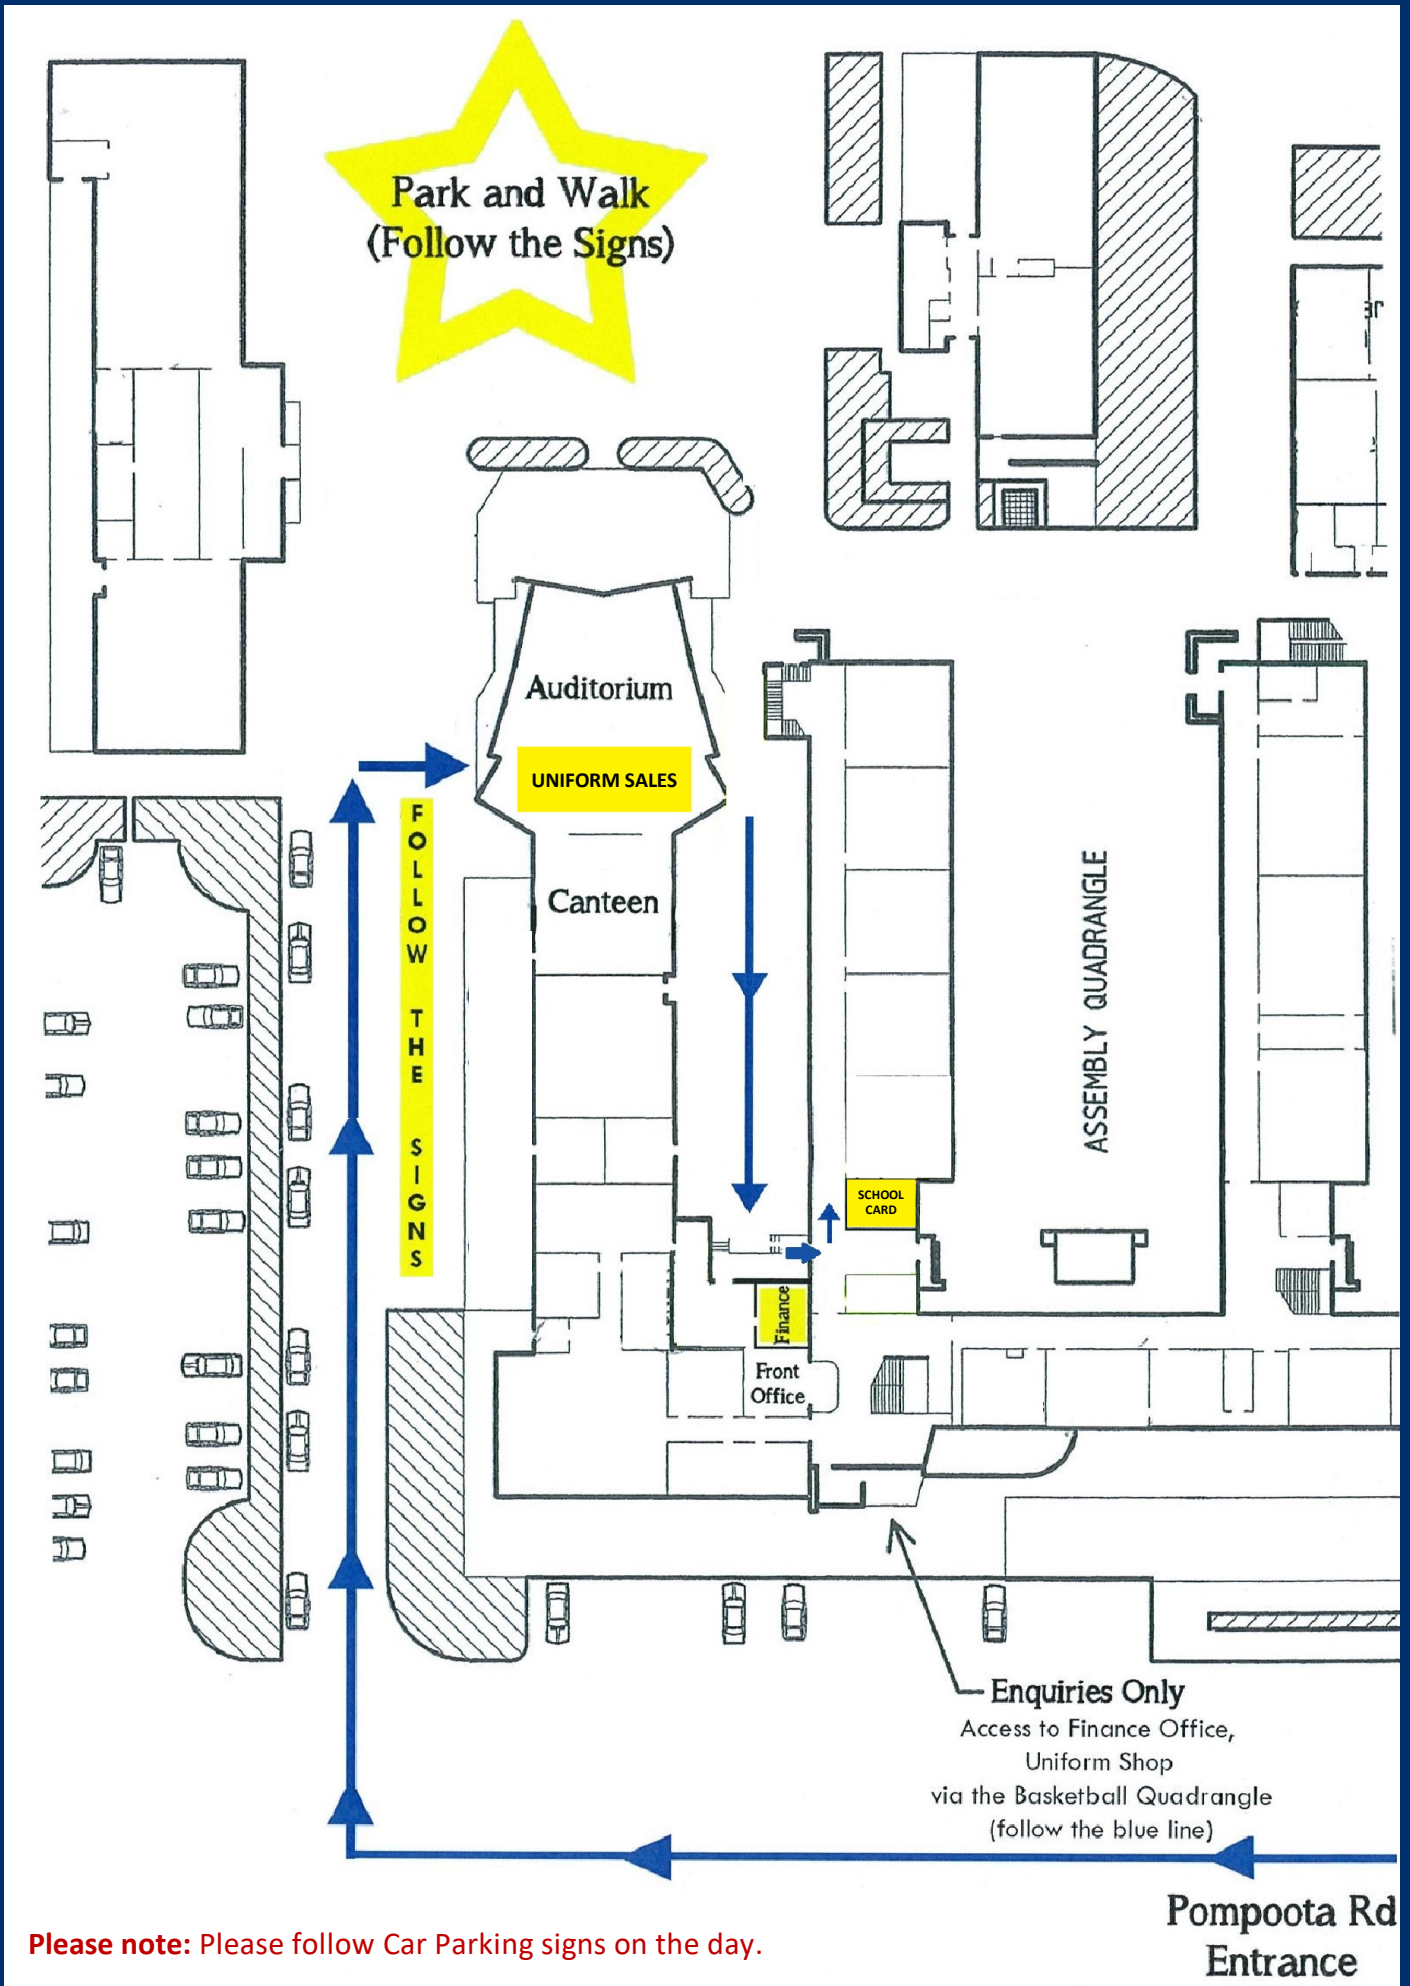 Park and Walk
(Follow the Signs)
Auditorium
UNIFORM SALES
FOLLOW THE SIGNS
Canteen
ASSEMBLY QUADRANGLE
SCHOOL
CARD
Finance
Front
Office
Enquiries Only
Access to Finance Office,
Uniform Shop
via the Basketball Quadrangle
(follow the blue line)
Pompoota Rd
Entrance
Please note: Please follow Car Parking signs on the day.